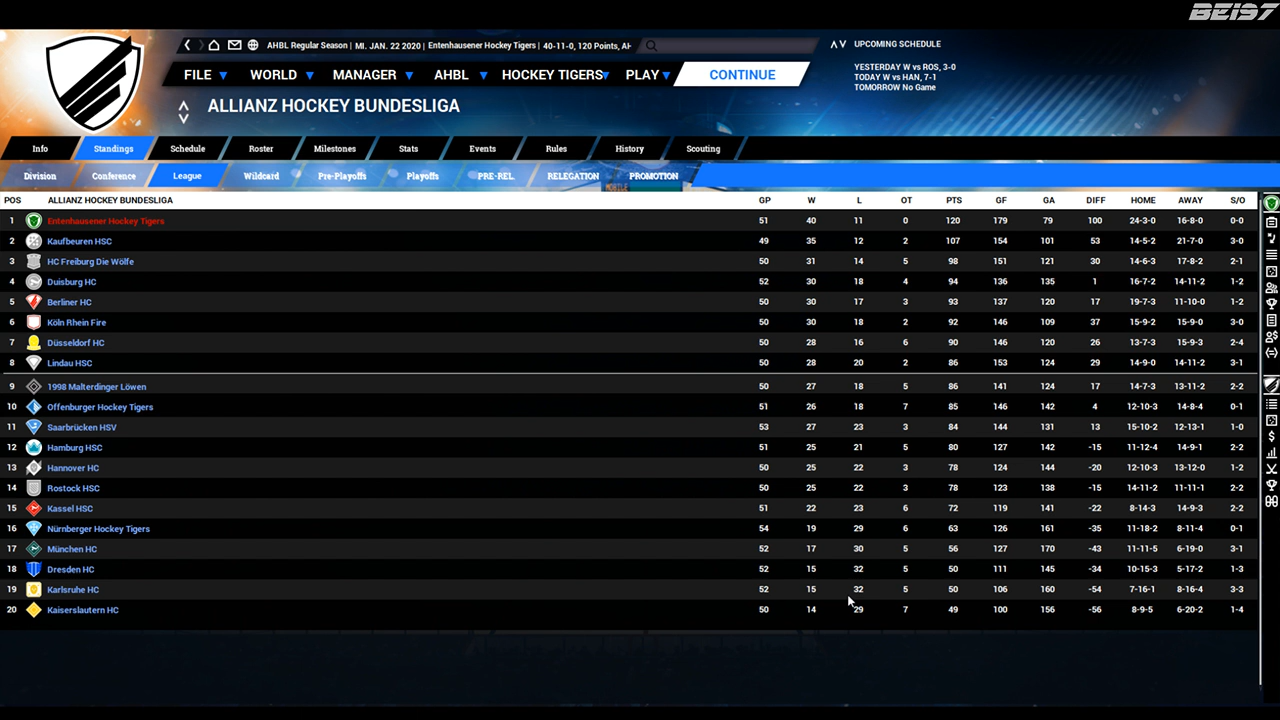 BEI97
AHBL Regular Season | MI. JAN. 22 2020 | Entenhausener Hockey Tigers | 40-11-0, 120 Points, AH
UPCOMING SCHEDULE
YESTERDAY W vs ROS, 3-0
TODAY W vs HAN, 7-1
TOMORROW No Game
FILE WORLD MANAGER AHBL HOCKEY TIGERS PLAY CONTINUE
ALLIANZ HOCKEY BUNDESLIGA
Info Standings Schedule Roster Milestones Stats Events Rules History Scouting
Division Conference League Wildcard Pre-Playoffs Playoffs PRE-REL. RELEGATION PROMOTION
MOBILE
POS ALLIANZ HOCKEY BUNDESLIGA GP W L OT PTS GF GA DIFF HOME AWAY S/O
1 Entenhausener Hockey Tigers 51 40 11 0 120 179 79 100 24-3-0 16-8-0 0-0
2 Kaufbeuren HSC 49 35 12 2 107 154 101 53 14-5-2 21-7-0 3-0
3 HC Freiburg Die Wölfe 50 31 14 5 98 151 121 30 14-6-3 17-8-2 2-1
4 Duisburg HC 52 30 18 4 94 136 135 1 16-7-2 14-11-2 1-2
5 Berliner HC 50 30 17 3 93 137 120 17 19-7-3 11-10-0 1-2
6 Köln Rhein Fire 50 30 18 2 92 146 109 37 15-9-2 15-9-0 3-0
7 Düsseldorf HC 50 28 16 6 90 146 120 26 13-7-3 15-9-3 2-4
8 Lindau HSC 50 28 20 2 86 153 124 29 14-9-0 14-11-2 3-1
9 1998 Malterdinger Löwen 50 27 18 5 86 141 124 17 14-7-3 13-11-2 2-2
10 Offenburger Hockey Tigers 51 26 18 7 85 146 142 4 12-10-3 14-8-4 0-1
11 Saarbrücken HSV 53 27 23 3 84 144 131 13 15-10-2 12-13-1 1-0
12 Hamburg HSC 51 25 21 5 80 127 142 -15 11-12-4 14-9-1 2-2
13 Hannover HC 50 25 22 3 78 124 144 -20 12-10-3 13-12-0 1-2
14 Rostock HSC 50 25 22 3 78 123 138 -15 14-11-2 11-11-1 2-2
15 Kassel HSC 51 22 23 6 72 119 141 -22 8-14-3 14-9-3 2-2
16 Nürnberger Hockey Tigers 54 19 29 6 63 126 161 -35 11-18-2 8-11-4 0-1
17 München HC 52 17 30 5 56 127 170 -43 11-11-5 6-19-0 3-1
18 Dresden HC 52 15 32 5 50 111 145 -34 10-15-3 5-17-2 1-3
19 Karlsruhe HC 52 15 32 5 50 106 160 -54 7-16-1 8-16-4 3-3
20 Kaiserslautern HC 50 14 29 7 49 100 156 -56 8-9-5 6-20-2 1-4